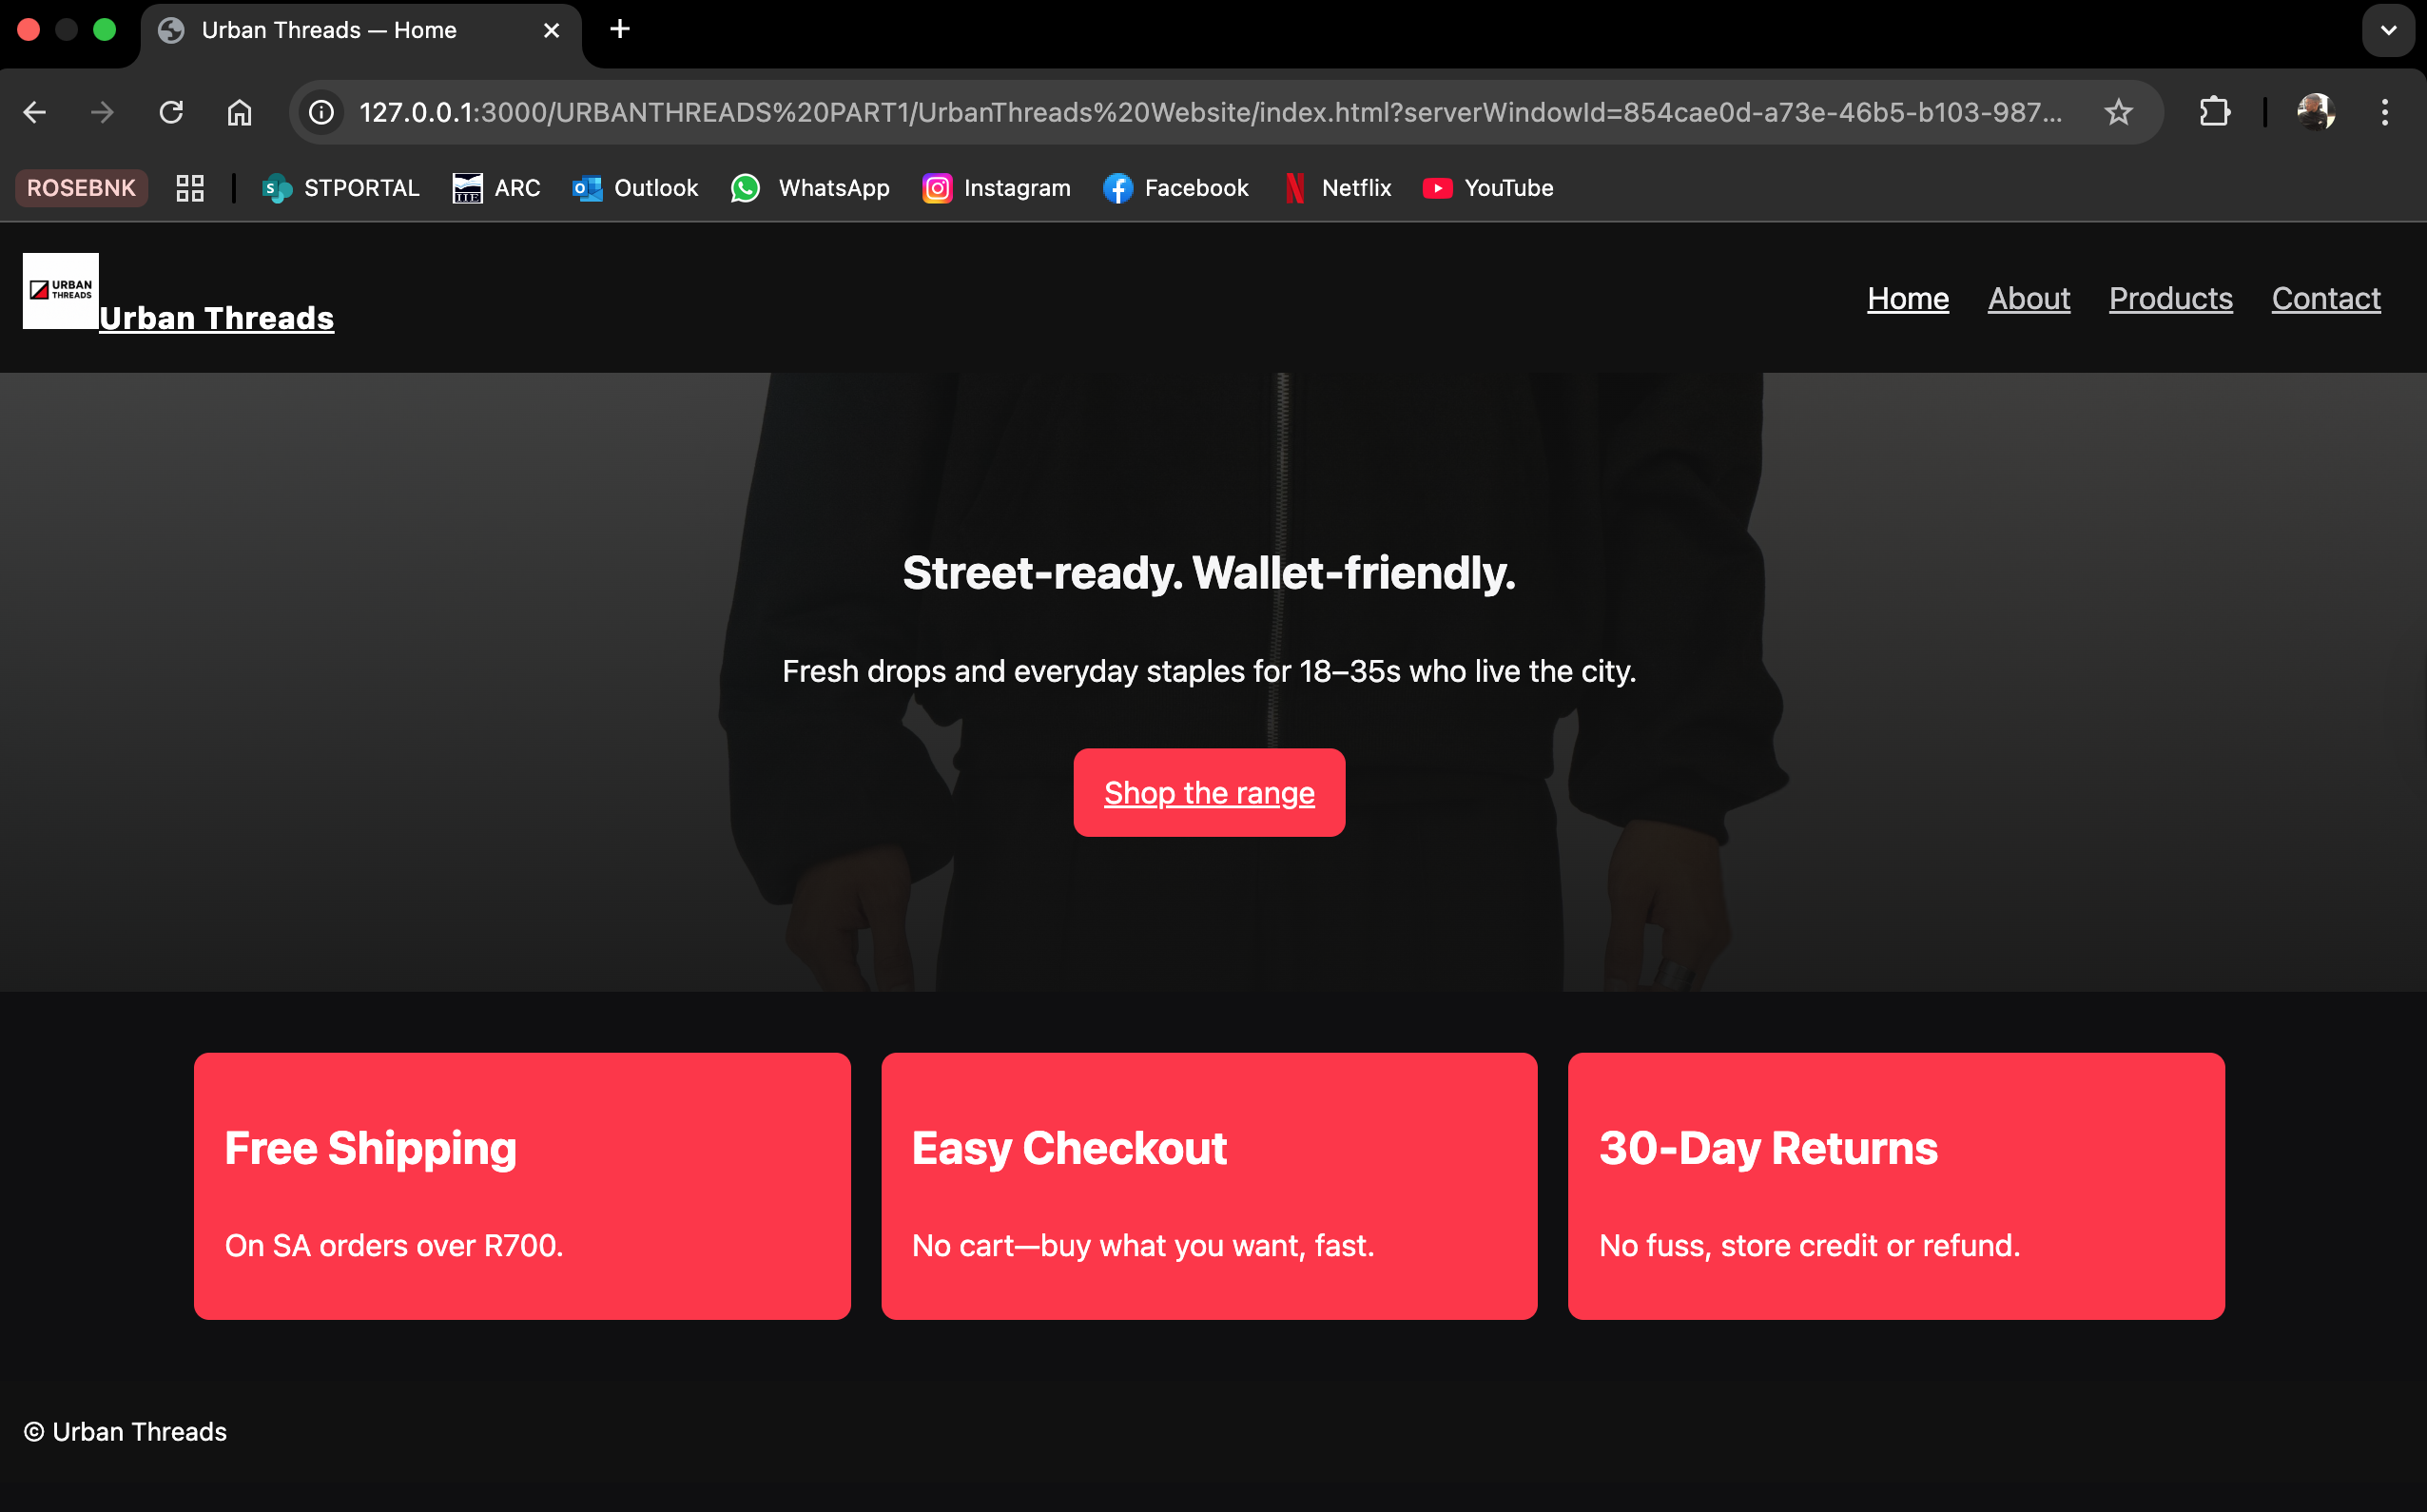 Urban Threads — Home
127.0.0.1:3000/URBANTHREADS%20PART1/UrbanThreads%20Website/index.html?serverWindowId=854cae0d-a73e-46b5-b103-987...
ROSEBNK STPORTAL ARC Outlook WhatsApp Instagram Facebook Netflix YouTube
URBAN
THREADS
Urban Threads
Home About Products Contact
Street-ready. Wallet-friendly.
Fresh drops and everyday staples for 18–35s who live the city.
Shop the range
Free Shipping
On SA orders over R700.
Easy Checkout
No cart—buy what you want, fast.
30-Day Returns
No fuss, store credit or refund.
© Urban Threads